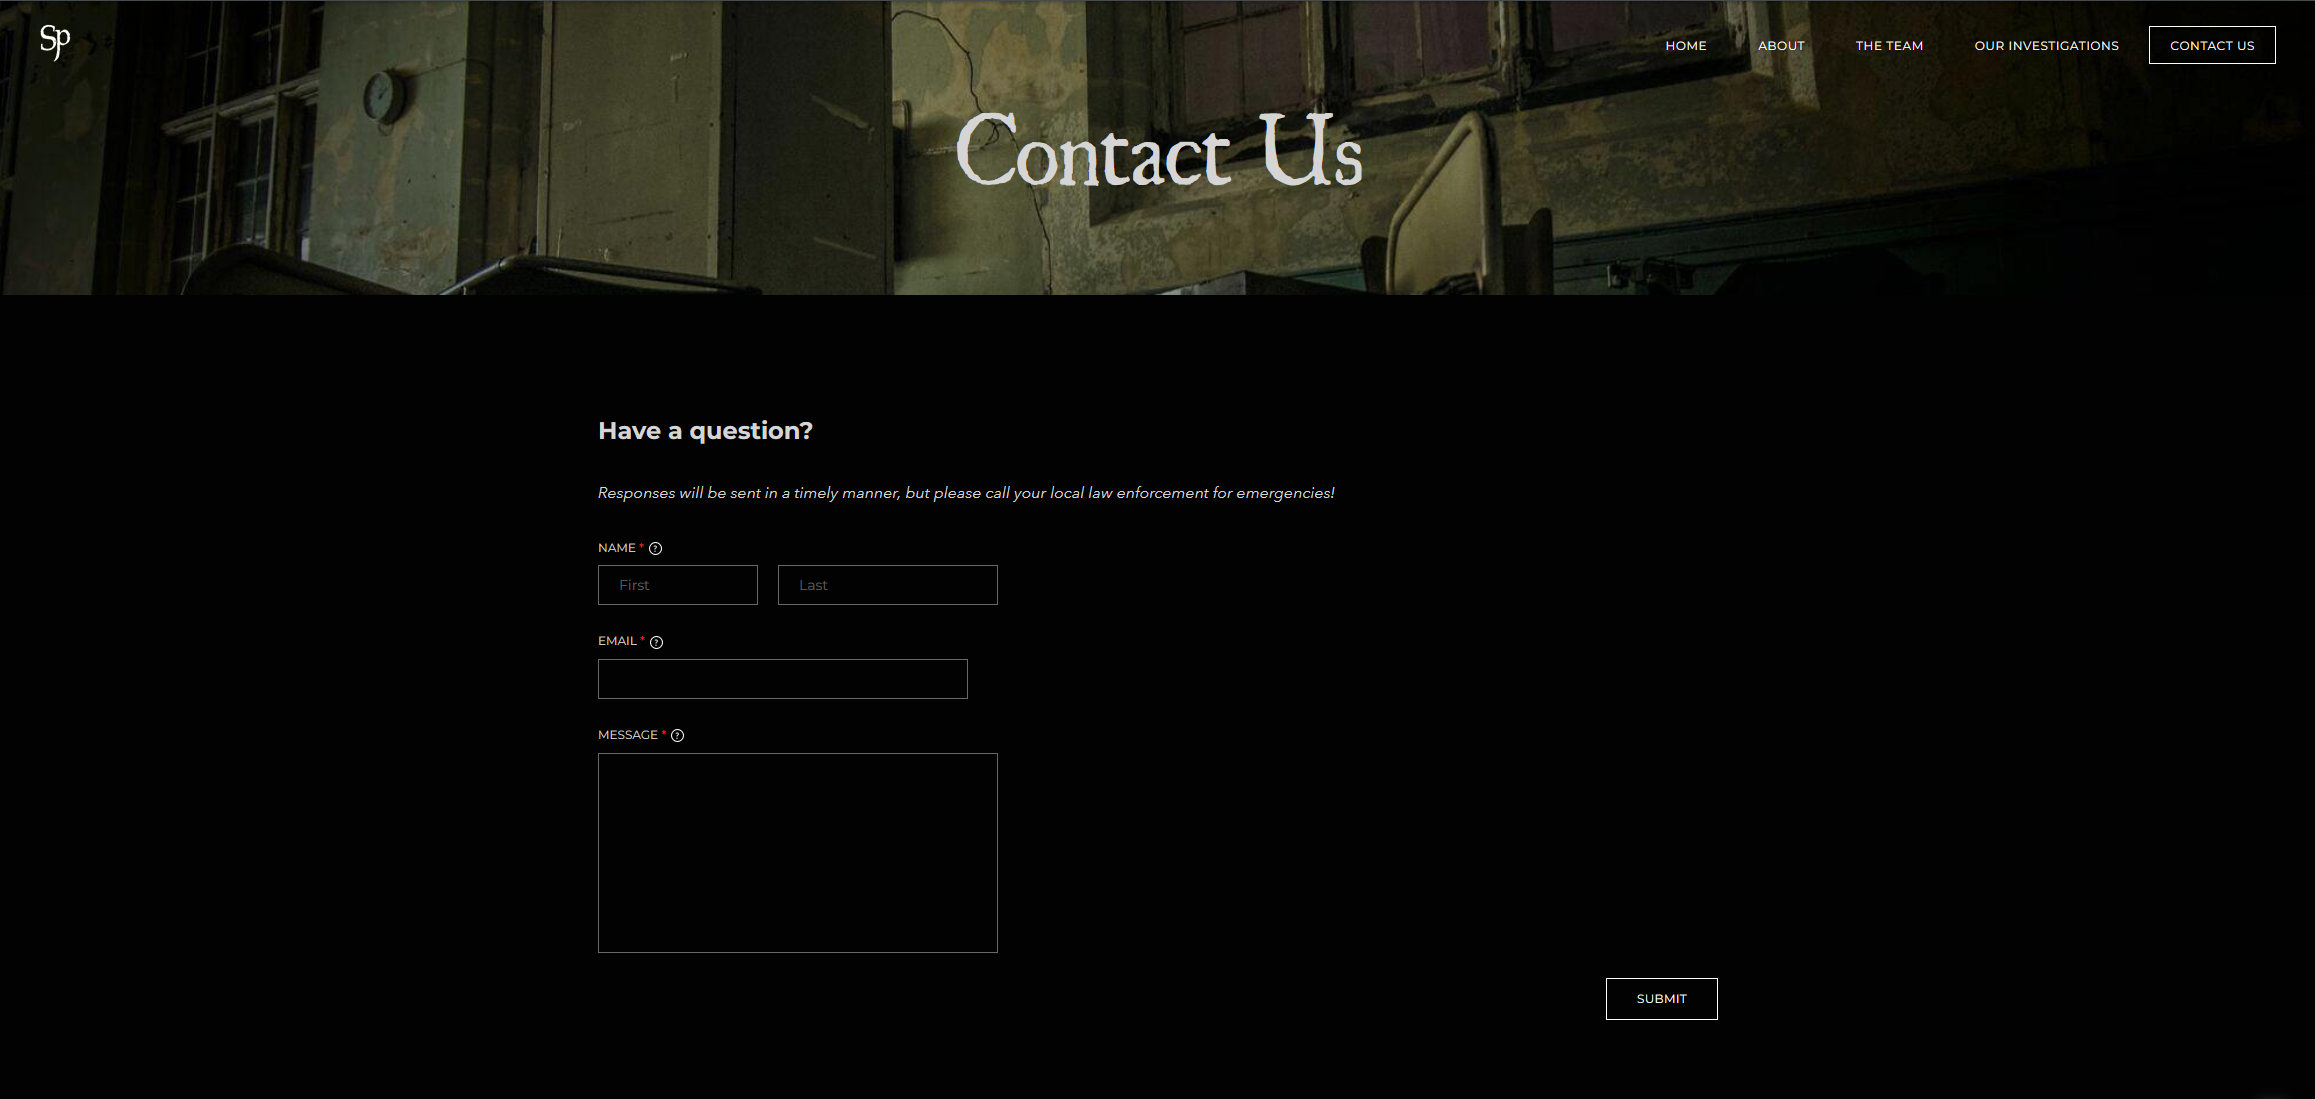 Sp
HOME ABOUT THE TEAM OUR INVESTIGATIONS CONTACT US
Contact Us
Have a question?
Responses will be sent in a timely manner, but please call your local law enforcement for emergencies!
NAME * ?
First Last
EMAIL * ?
MESSAGE * ?
SUBMIT